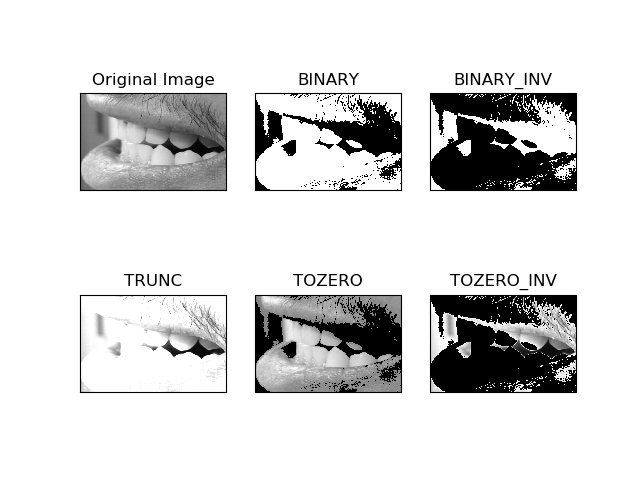 Original Image
BINARY
BINARY_INV
TRUNC
TOZERO
TOZERO_INV